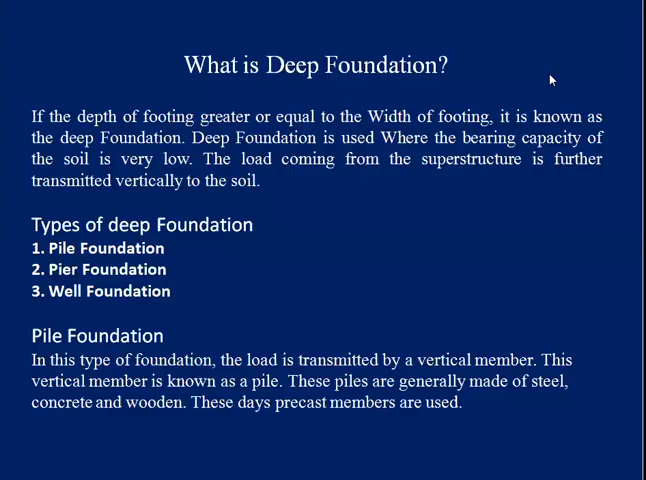 What is Deep Foundation?
If the depth of footing greater or equal to the Width of footing, it is known as
the deep Foundation. Deep Foundation is used Where the bearing capacity of
the soil is very low. The load coming from the superstructure is further
transmitted vertically to the soil.
Types of deep Foundation
1. Pile Foundation
2. Pier Foundation
3. Well Foundation
Pile Foundation
In this type of foundation, the load is transmitted by a vertical member. This
vertical member is known as a pile. These piles are generally made of steel,
concrete and wooden. These days precast members are used.